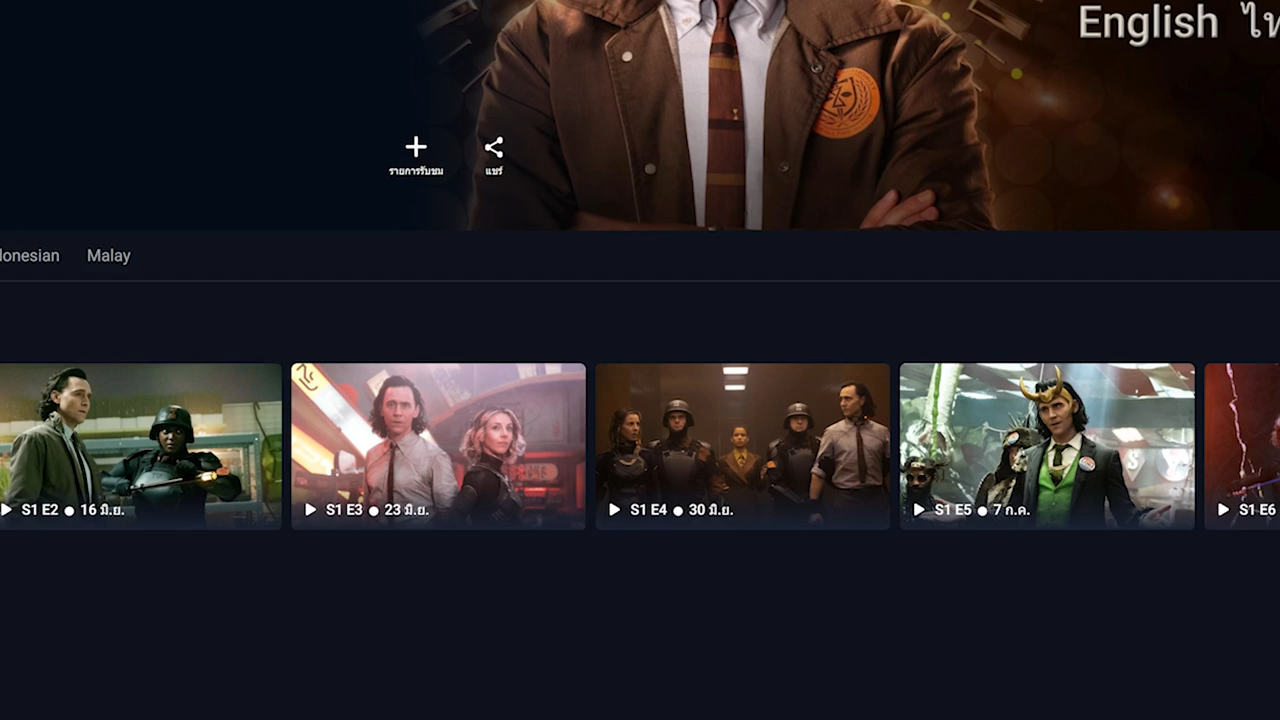 English
รายการรับชม
แชร์
Malay
S1 E2 ● 16 มิ.ย.
S1 E3 ● 23 มิ.ย.
S1 E4 ● 30 มิ.ย.
S1 E5 ● 7 ก.ค.
S1 E6